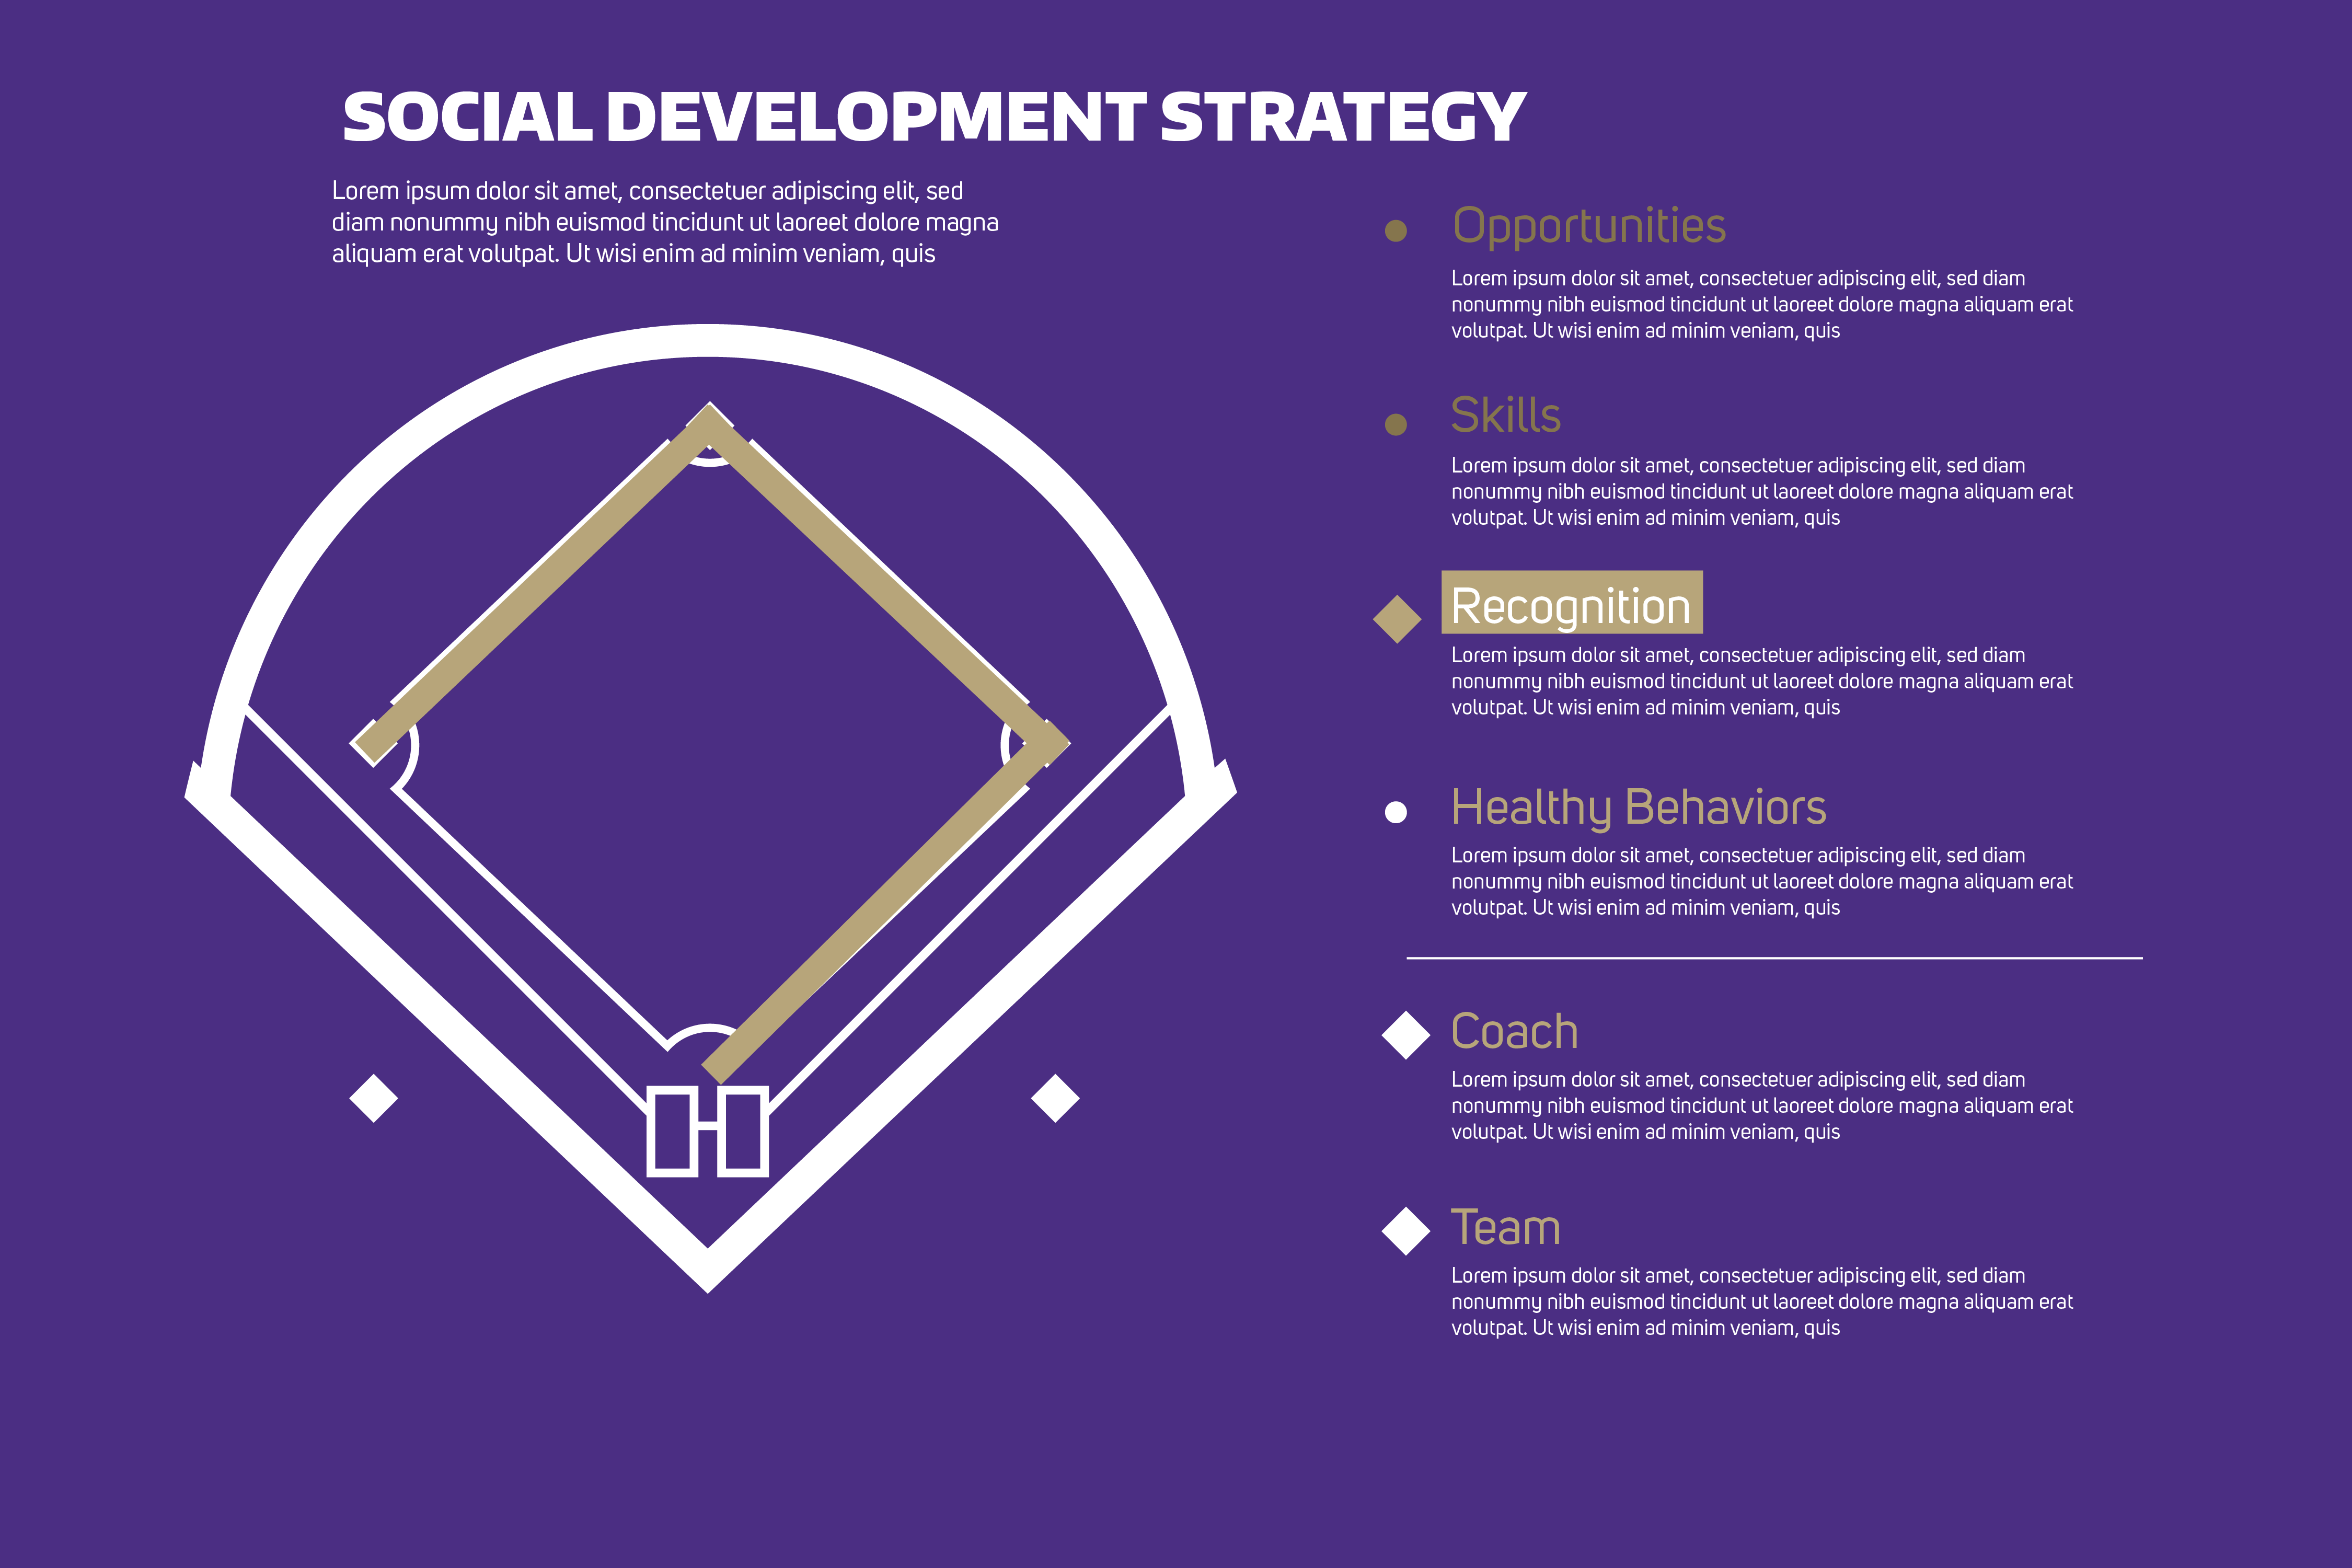 SOCIAL DEVELOPMENT STRATEGY
Lorem ipsum dolor sit amet, consectetuer adipiscing elit, sed
diam nonummy nibh euismod tincidunt ut laoreet dolore magna
aliquam erat volutpat. Ut wisi enim ad minim veniam, quis
Opportunities
Lorem ipsum dolor sit amet, consectetuer adipiscing elit, sed diam
nonummy nibh euismod tincidunt ut laoreet dolore magna aliquam erat
volutpat. Ut wisi enim ad minim veniam, quis
Skills
Lorem ipsum dolor sit amet, consectetuer adipiscing elit, sed diam
nonummy nibh euismod tincidunt ut laoreet dolore magna aliquam erat
volutpat. Ut wisi enim ad minim veniam, quis
Recognition
Lorem ipsum dolor sit amet, consectetuer adipiscing elit, sed diam
nonummy nibh euismod tincidunt ut laoreet dolore magna aliquam erat
volutpat. Ut wisi enim ad minim veniam, quis
Healthy Behaviors
Lorem ipsum dolor sit amet, consectetuer adipiscing elit, sed diam
nonummy nibh euismod tincidunt ut laoreet dolore magna aliquam erat
volutpat. Ut wisi enim ad minim veniam, quis
Coach
Lorem ipsum dolor sit amet, consectetuer adipiscing elit, sed diam
nonummy nibh euismod tincidunt ut laoreet dolore magna aliquam erat
volutpat. Ut wisi enim ad minim veniam, quis
Team
Lorem ipsum dolor sit amet, consectetuer adipiscing elit, sed diam
nonummy nibh euismod tincidunt ut laoreet dolore magna aliquam erat
volutpat. Ut wisi enim ad minim veniam, quis